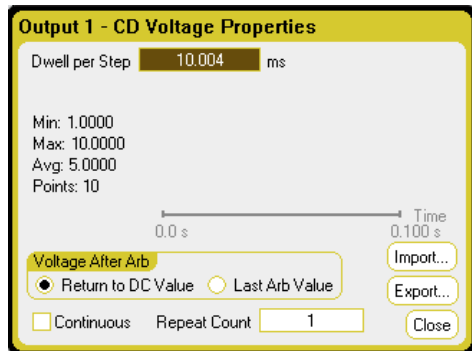 Output 1 - CD Voltage Properties
Dwell per Step 10.004 ms
Min: 1.0000
Max: 10.0000
Avg: 5.0000
Points: 10
Time
0.0 s 0.100 s
Voltage After Arb
Return to DC Value Last Arb Value
Import...
Export...
Continuous Repeat Count 1 Close